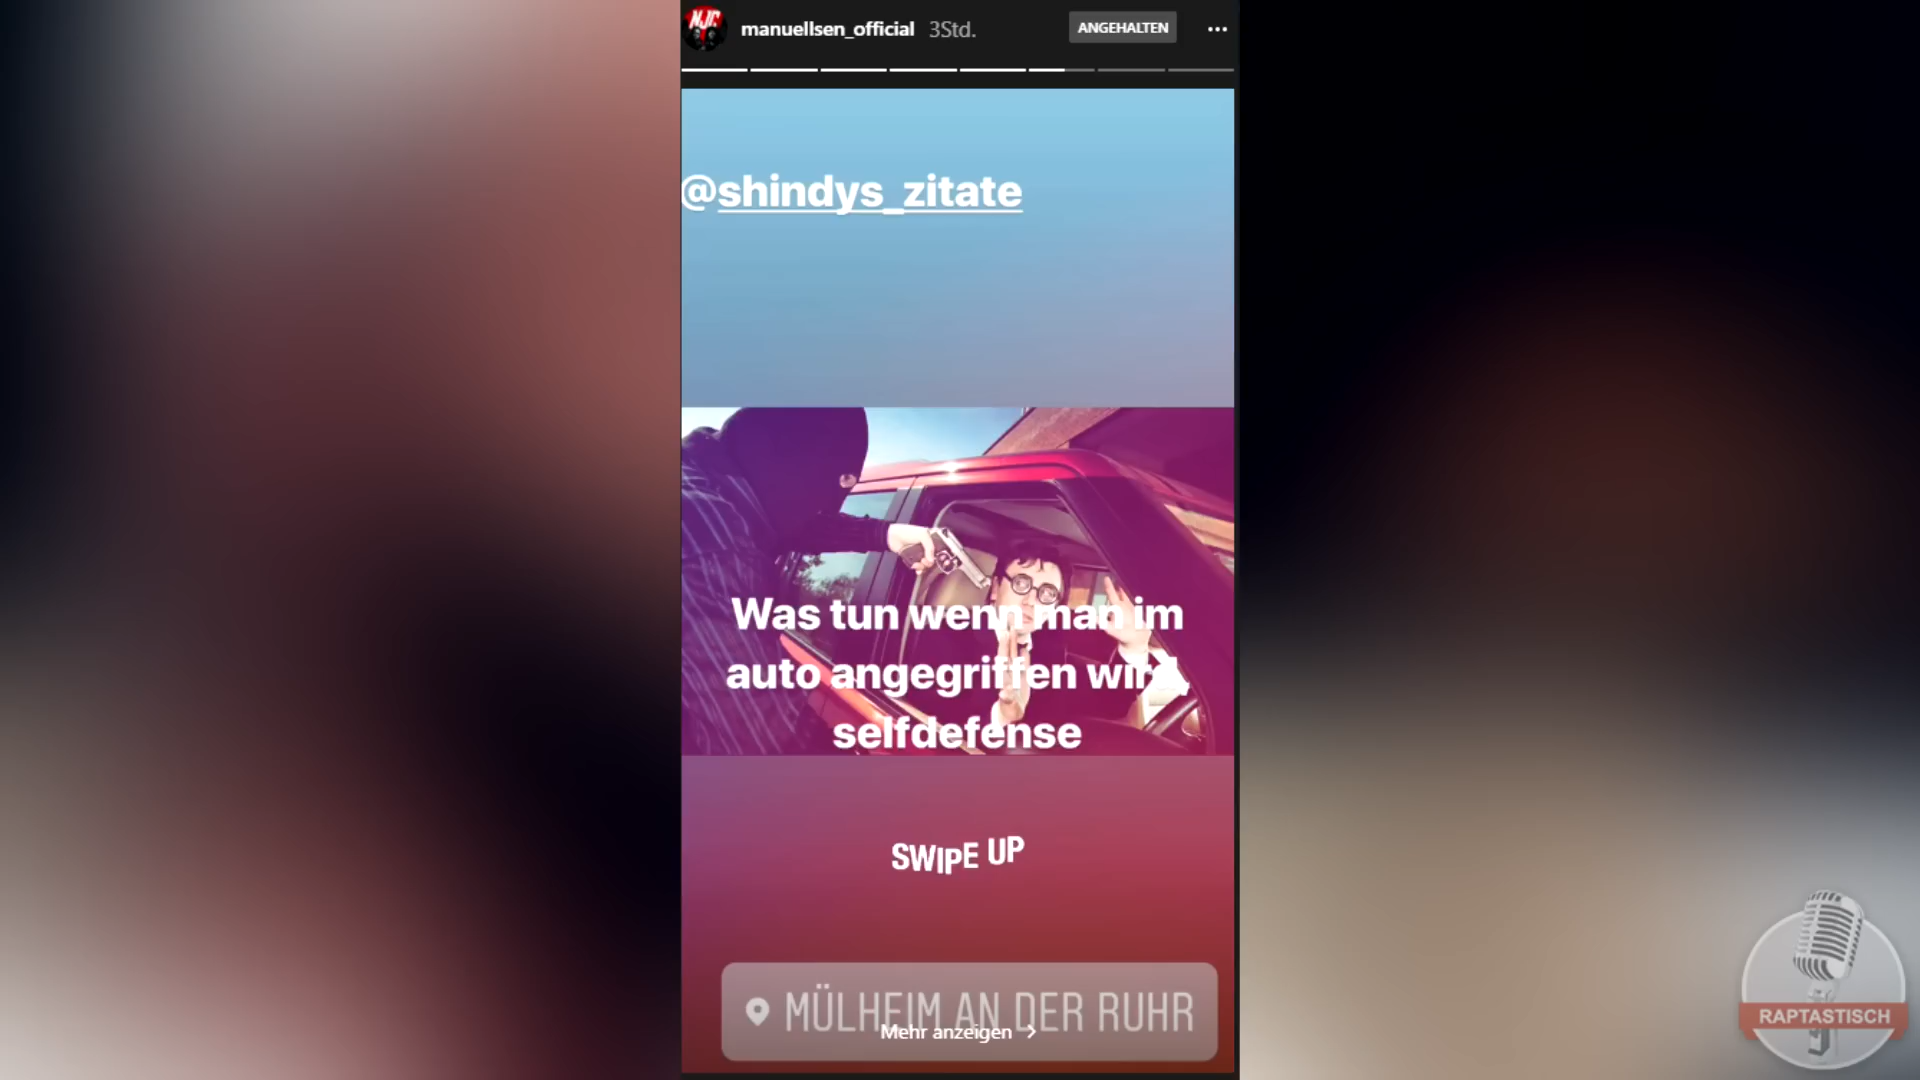 NJC
manuellsen_official 3Std.
ANGEHALTEN
@shindys_zitate
Was tun wenn man im
auto angegriffen wird,
selfdefense
SWIPE UP
MÜLHEIM AN DER RUHR
Mehr anzeigen
RAPTASTISCH